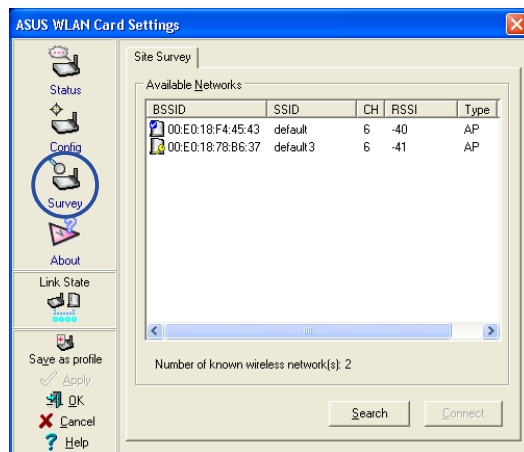 ASUS WLAN Card Settings
Status
Config
Survey
About
Link State
Save as profile
Apply
OK
Cancel
Help
Site Survey
Available Networks
BSSID SSID CH RSSI Type
00:E0:18:F4:45:43 default 6 -40 AP
00:E0:18:78:B6:37 default3 6 -41 AP
Number of known wireless network(s): 2
Search Connect